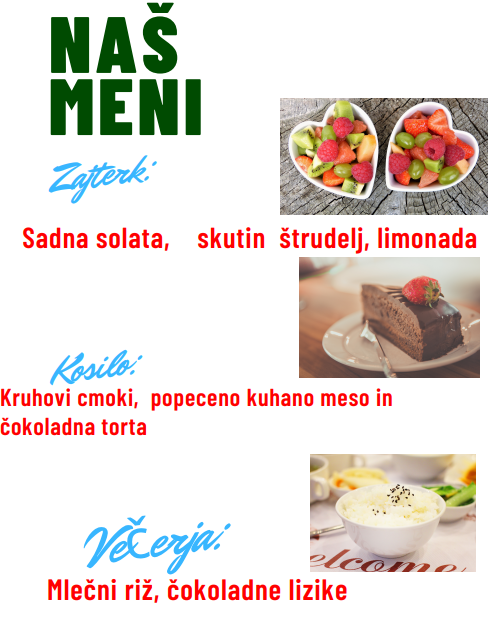 NAŠ
MENI
Zajterk:
Sadna solata, skutin štrudelj, limonada
Kosilo:
Kruhovi cmoki, popeceno kuhano meso in
čokoladna torta
elcome
Večerja:
Mlečni riž, čokoladne lizike